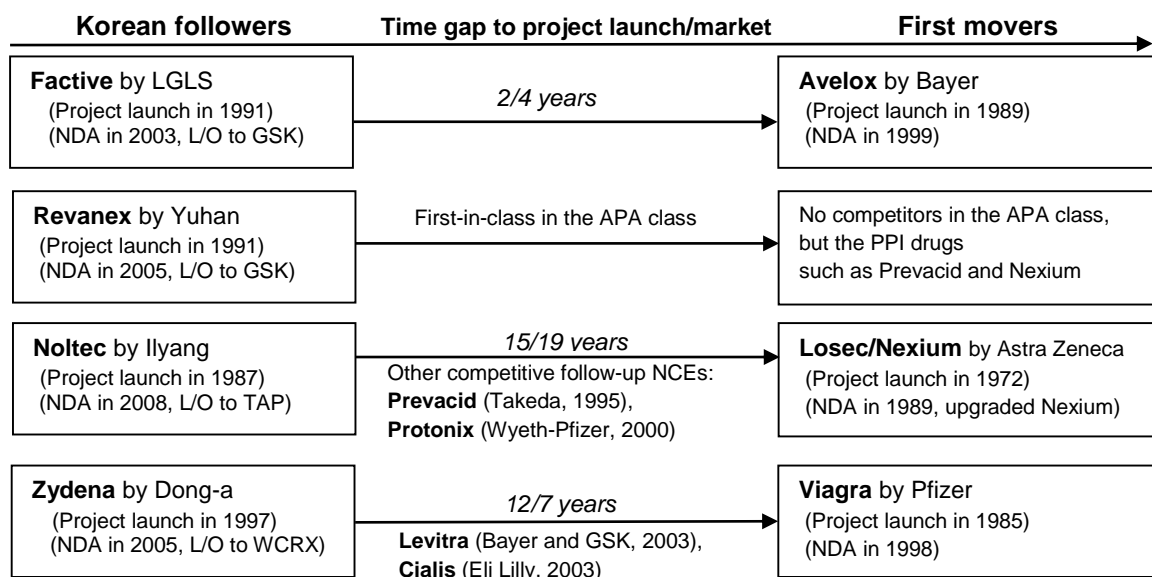 Korean followers
Time gap to project launch/market
First movers
Factive by LGLS
(Project launch in 1991)
(NDA in 2003, L/O to GSK)
2/4 years
Avelox by Bayer
(Project launch in 1989)
(NDA in 1999)
Revanex by Yuhan
(Project launch in 1991)
(NDA in 2005, L/O to GSK)
First-in-class in the APA class
No competitors in the APA class,
but the PPI drugs
such as Prevacid and Nexium
Noltec by Ilyang
(Project launch in 1987)
(NDA in 2008, L/O to TAP)
15/19 years
Other competitive follow-up NCEs:
Prevacid (Takeda, 1995),
Protonix (Wyeth-Pfizer, 2000)
Losec/Nexium by Astra Zeneca
(Project launch in 1972)
(NDA in 1989, upgraded Nexium)
Zydena by Dong-a
(Project launch in 1997)
(NDA in 2005, L/O to WCRX)
12/7 years
Levitra (Bayer and GSK, 2003),
Cialis (Eli Lilly, 2003)
Viagra by Pfizer
(Project launch in 1985)
(NDA in 1998)